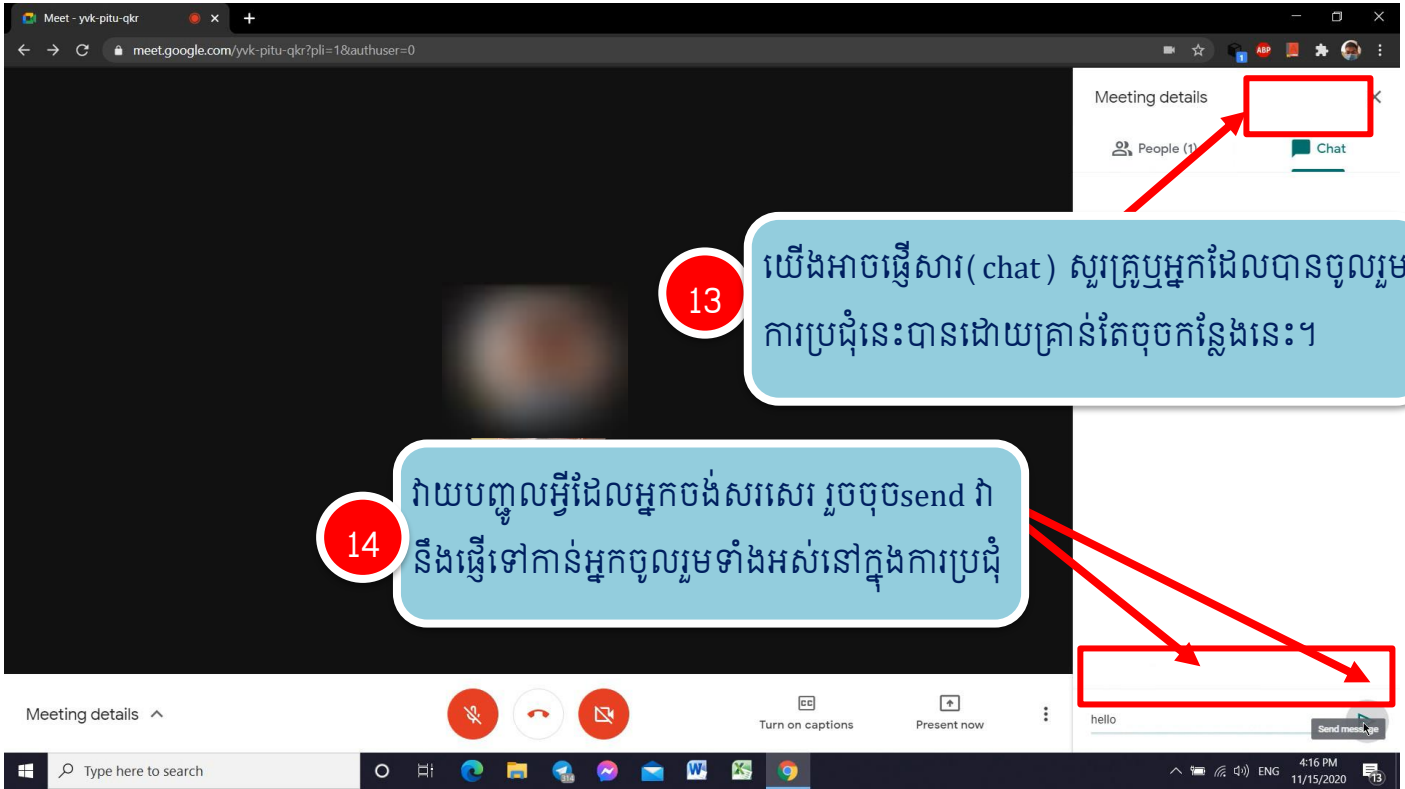 Meet - yvk-pitu-qkr
meet.google.com/yvk-pitu-qkr?pli=1&authuser=0
ABP
1
Meeting details
People (1)
Chat
13
យើងអាចផ្ញើសារ( chat ) សួរគ្រូឬអ្នកដែលបានចូលរួម
ការប្រជុំនេះបានដោយគ្រាន់តែចុចកន្លែងនេះ។
14
វាយបញ្ចូលអ្វីដែលអ្នកចង់សរសេរ រួចចុចsend វា
នឹងផ្ញើទៅកាន់អ្នកចូលរួមទាំងអស់នៅក្នុងការប្រជុំ
Meeting details
CC
Turn on captions
Present now
hello
Send message
Type here to search
314
ENG
4:16 PM
11/15/2020
13